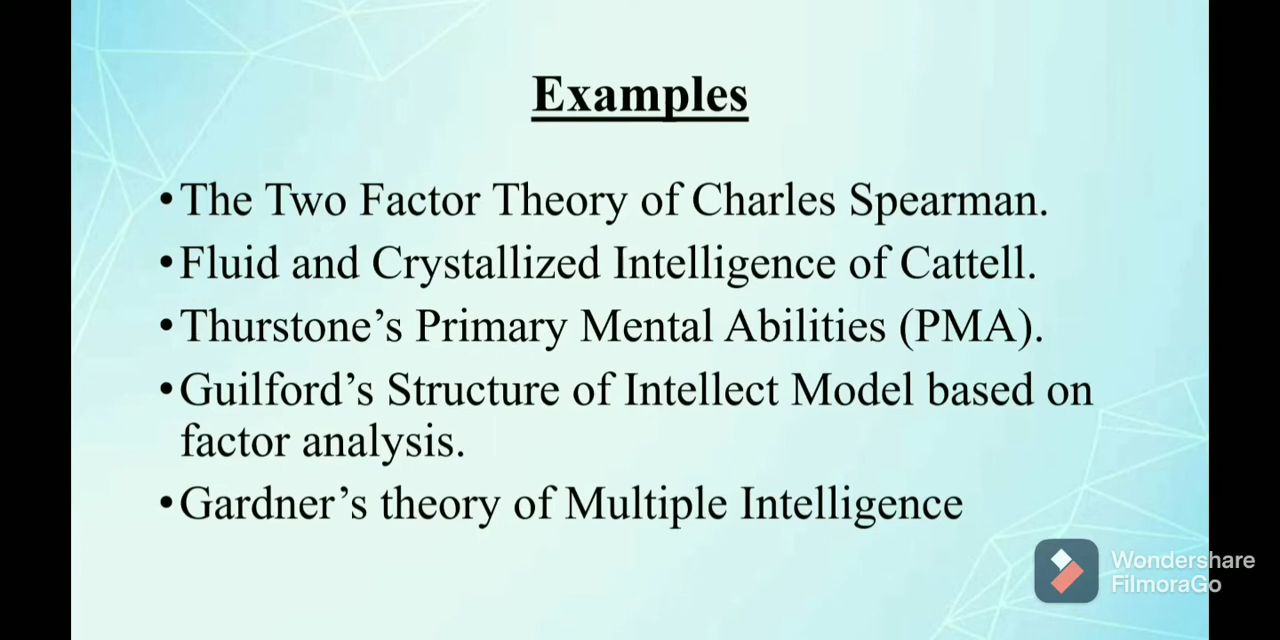 Examples
•The Two Factor Theory of Charles Spearman.
•Fluid and Crystallized Intelligence of Cattell.
•Thurstone’s Primary Mental Abilities (PMA).
•Guilford’s Structure of Intellect Model based on
factor analysis.
•Gardner’s theory of Multiple Intelligence
Wondershare
FilmoraGo